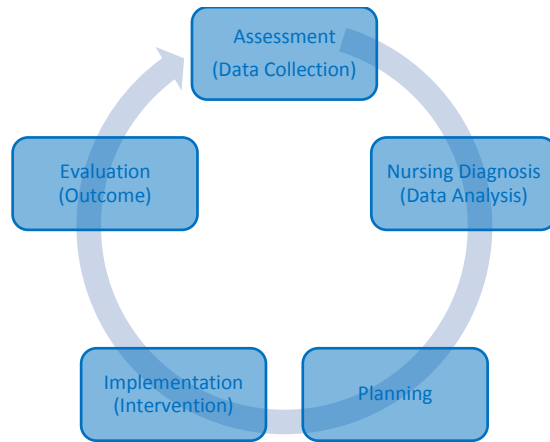 Assessment
(Data Collection)
Nursing Diagnosis
(Data Analysis)
Planning
Implementation
(Intervention)
Evaluation
(Outcome)